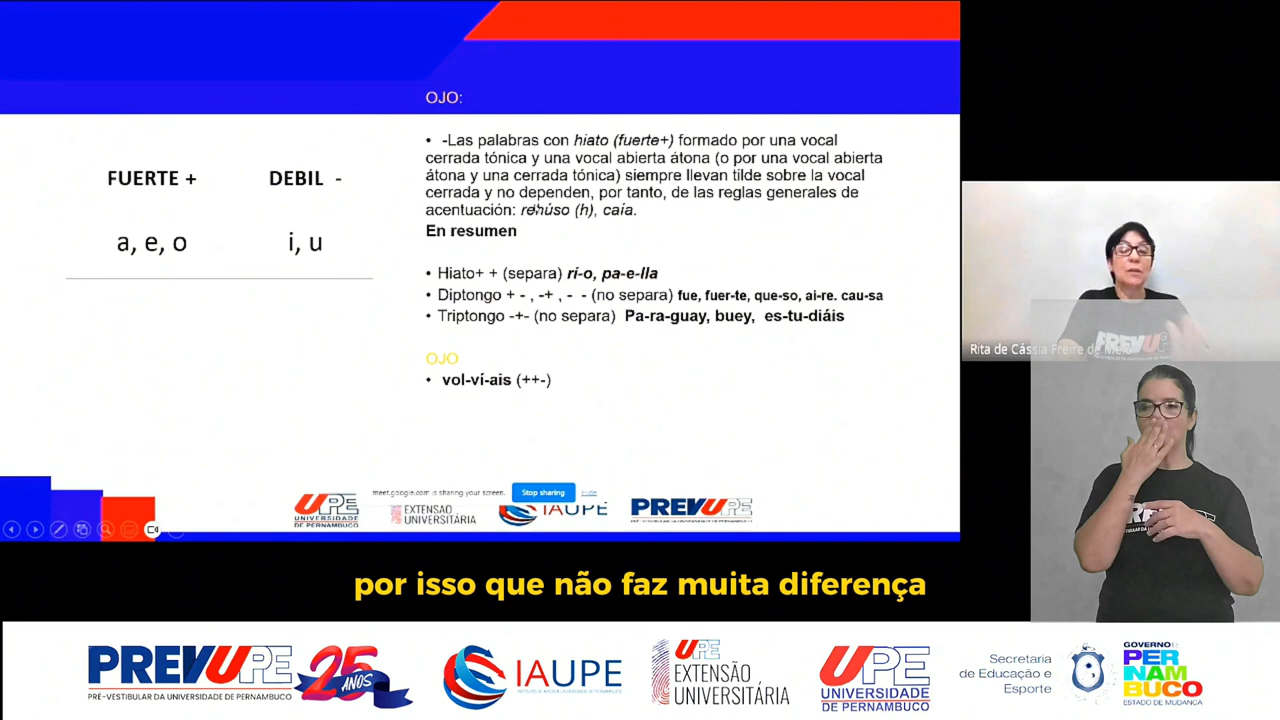 OJO:
FUERTE +
DEBIL -
a, e, o
i, u
• -Las palabras con hiato (fuerte+) formado por una vocal
cerrada tónica y una vocal abierta átona (o por una vocal abierta
átona y una cerrada tónica) siempre llevan tilde sobre la vocal
cerrada y no dependen, por tanto, de las reglas generales de
acentuación: rehúso (h), caía.
En resumen
• Hiato+ + (separa) rí-o, pa-e-lla
• Diptongo + - , -+ , - - (no separa) fue, fuer-te, que-so, ai-re. cau-sa
• Triptongo -+- (no separa) Pa-ra-guay, buey, es-tu-diáis
OJO
• vol-ví-ais (++-)
meet.google.com is sharing your screen.
Stop sharing
UPE
UNIVERSIDADE
DE PERNAMBUCO
EXTENSÃO
UNIVERSITÁRIA
IAUPE
PREVUPE
Rita de Cássia Freire de Melo
por isso que não faz muita diferença
PREVUPE
PRÉ-VESTIBULAR DA UNIVERSIDADE DE PERNAMBUCO
25
ANOS
IAUPE
UPE
EXTENSÃO
UNIVERSITÁRIA
UPE
UNIVERSIDADE
DE PERNAMBUCO
Secretaria
de Educação e
Esporte
GOVERNO
PER
NAM
BUCO
ESTADO DE MUDANÇA